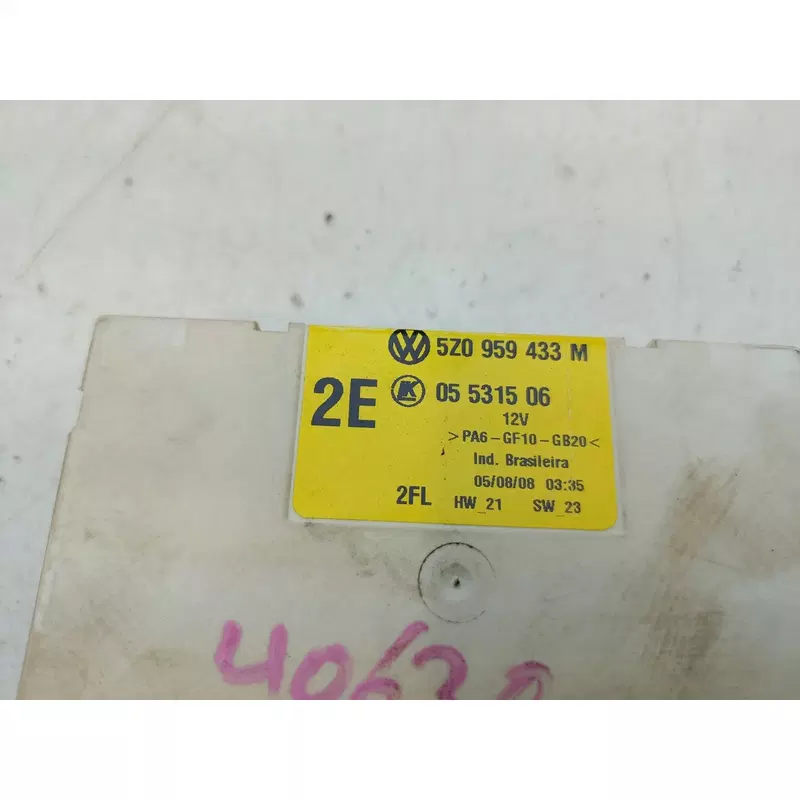 5Z0 959 433 M
2E K 05 5315 06
12V
>PA6-GF10-GB20<
Ind. Brasileira
05/08/08 03:35
2FL HW_21 SW_23